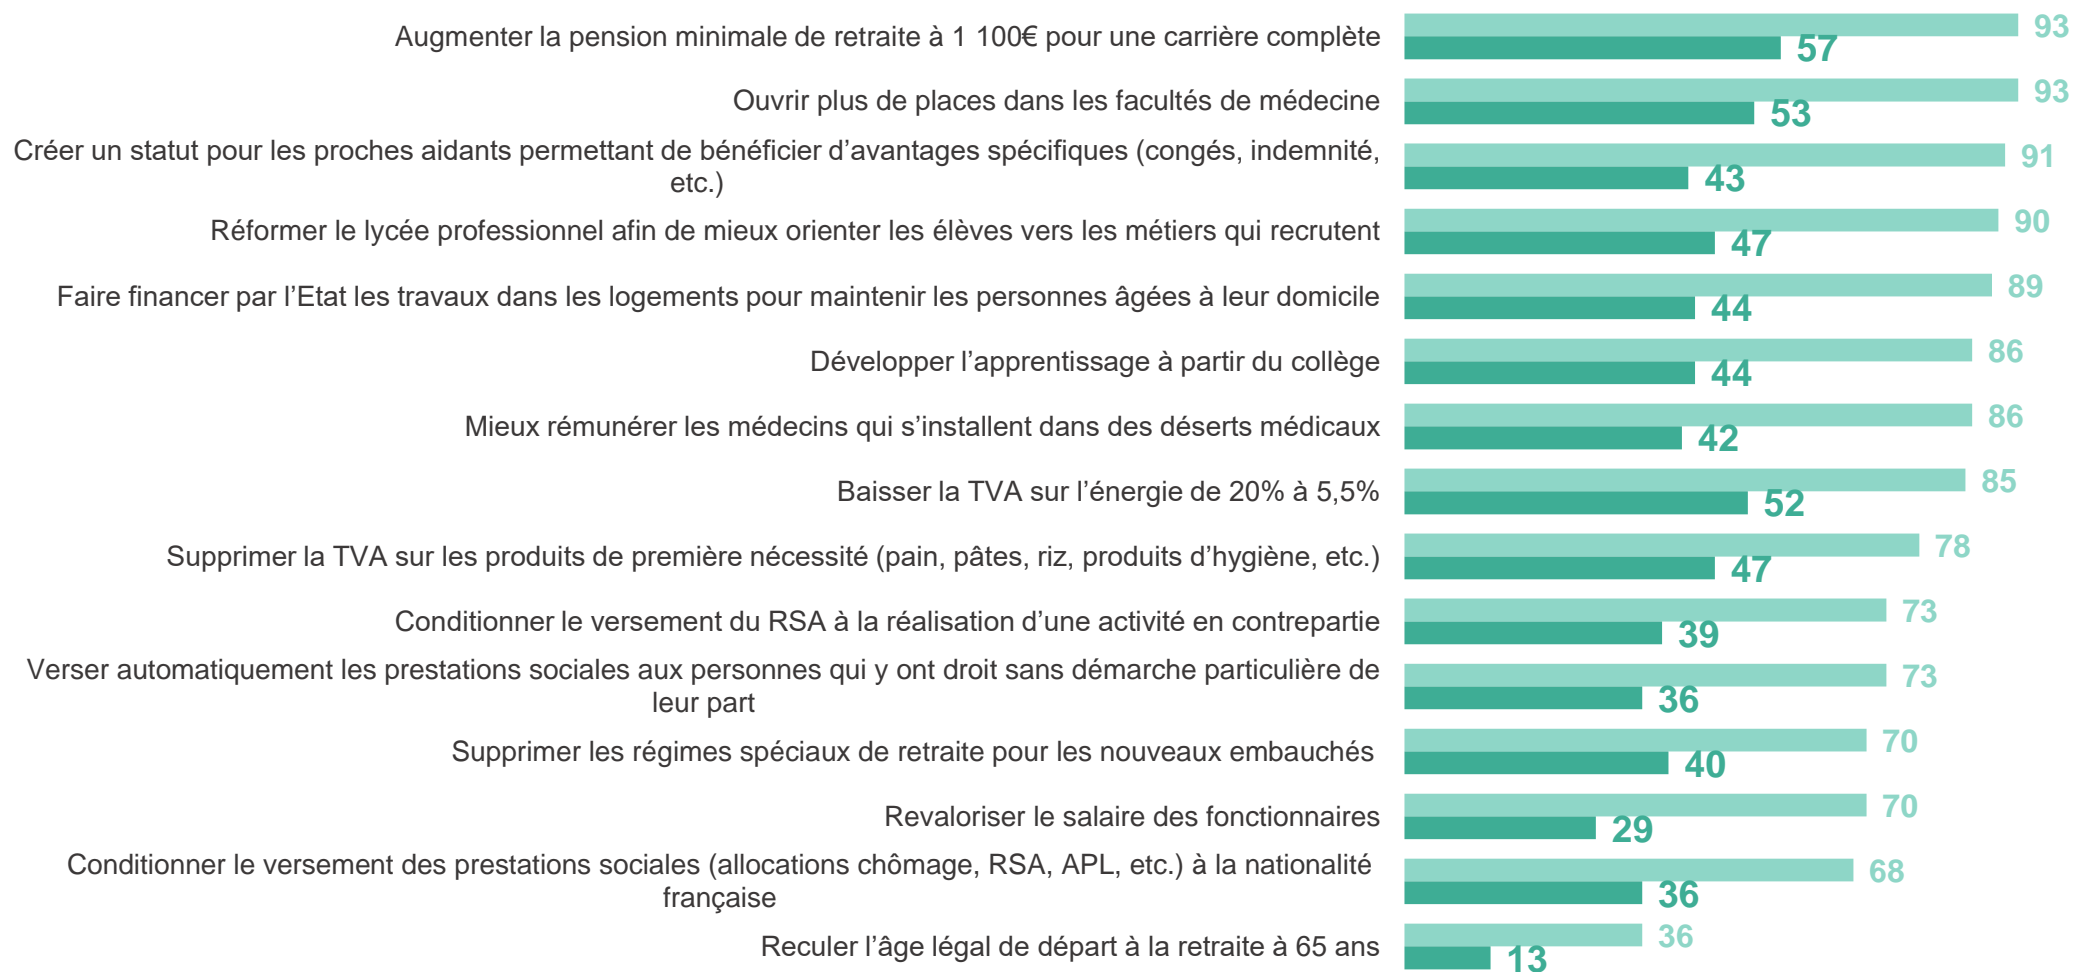 Augmenter la pension minimale de retraite à 1 100€ pour une carrière complète
93
57
Ouvrir plus de places dans les facultés de médecine
93
53
Créer un statut pour les proches aidants permettant de bénéficier d’avantages spécifiques (congés, indemnité,
etc.)
91
43
Réformer le lycée professionnel afin de mieux orienter les élèves vers les métiers qui recrutent
90
47
Faire financer par l’Etat les travaux dans les logements pour maintenir les personnes âgées à leur domicile
89
44
Développer l’apprentissage à partir du collège
86
44
Mieux rémunérer les médecins qui s’installent dans des déserts médicaux
86
42
Baisser la TVA sur l’énergie de 20% à 5,5%
85
52
Supprimer la TVA sur les produits de première nécessité (pain, pâtes, riz, produits d’hygiène, etc.)
78
47
Conditionner le versement du RSA à la réalisation d’une activité en contrepartie
73
39
Verser automatiquement les prestations sociales aux personnes qui y ont droit sans démarche particulière de
leur part
73
36
Supprimer les régimes spéciaux de retraite pour les nouveaux embauchés
70
40
Revaloriser le salaire des fonctionnaires
70
29
Conditionner le versement des prestations sociales (allocations chômage, RSA, APL, etc.) à la nationalité
française
68
36
Reculer l’âge légal de départ à la retraite à 65 ans
36
13